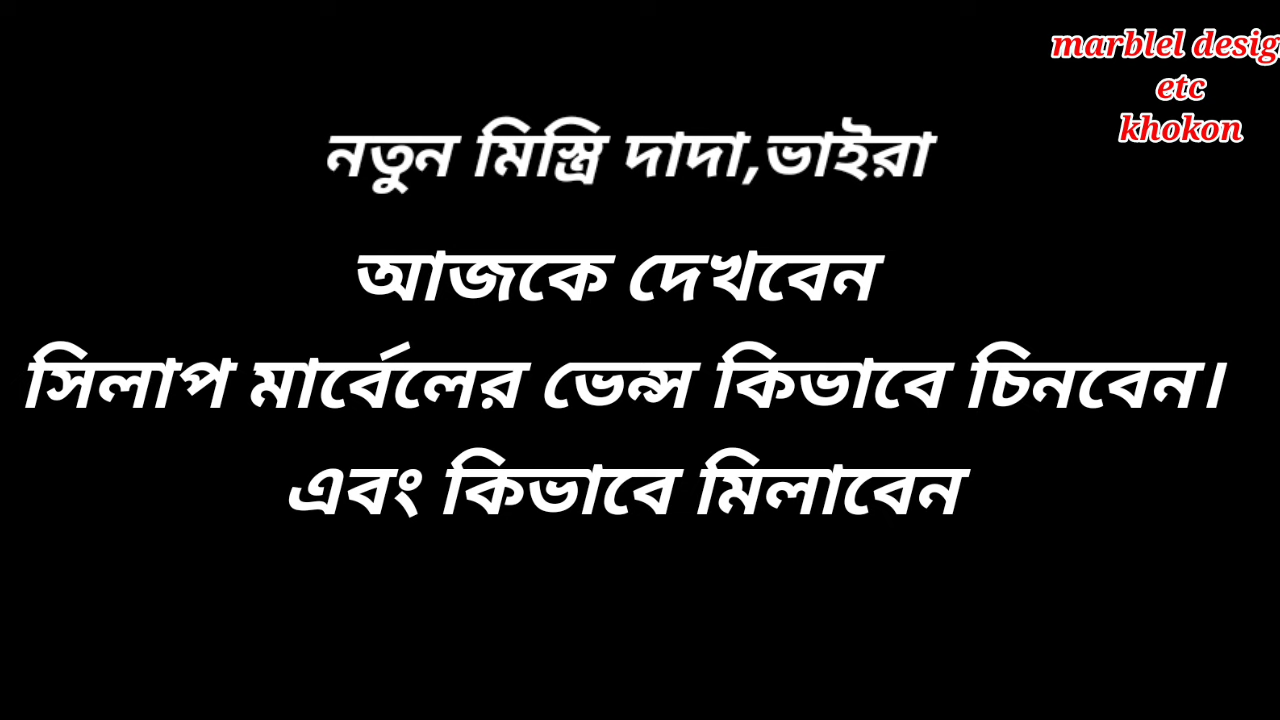 marblel desig
etc
khokon
নতুন মিস্ত্রি দাদা,ভাইরা
আজকে দেখবেন
সিলাপ মার্বেলের ভেন্স কিভাবে চিনবেন।
এবং কিভাবে মিলাবেন